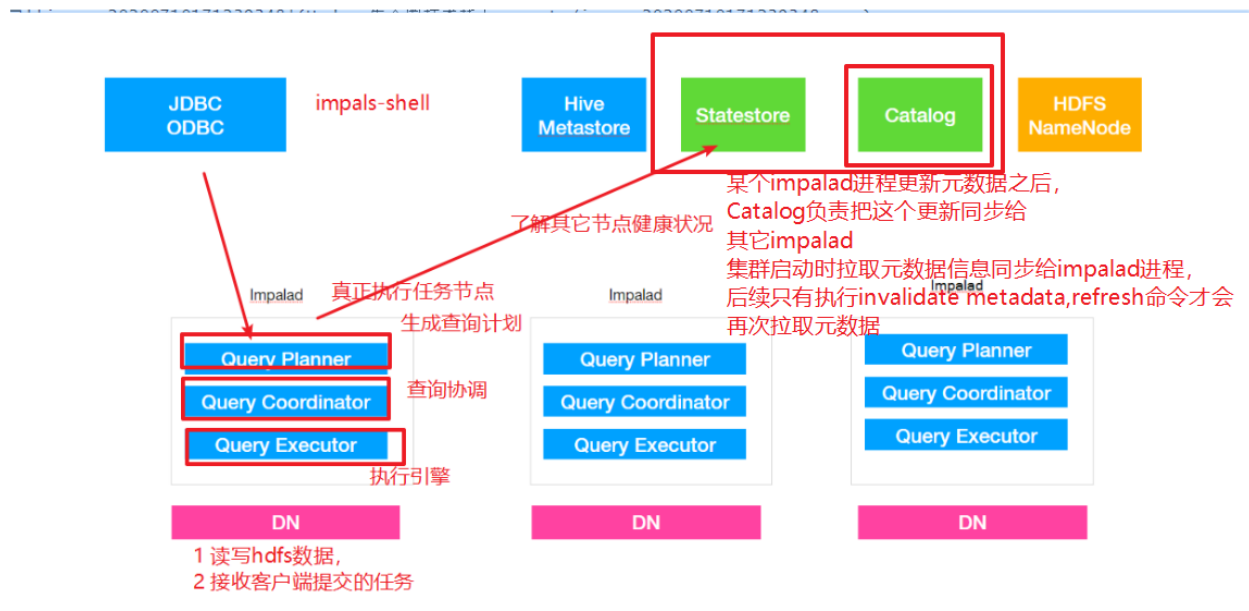 JDBC
ODBC
impals-shell
Hive
Metastore
Statestore
Catalog
HDFS
NameNode
某个impalad进程更新元数据之后，
Catalog负责把这个更新同步给
其它impalad
集群启动时拉取元数据信息同步给impalad进程，
后续只有执行invalidate metadata,refresh命令才会
再次拉取元数据
了解其它节点健康状况
Impalad
真正执行任务节点
Impalad
Impalad
生成查询计划
Query Planner
查询协调
Query Coordinator
Query Executor
执行引擎
Query Planner
Query Coordinator
Query Executor
Query Planner
Query Coordinator
Query Executor
DN
DN
DN
1 读写hdfs数据，
2 接收客户端提交的任务